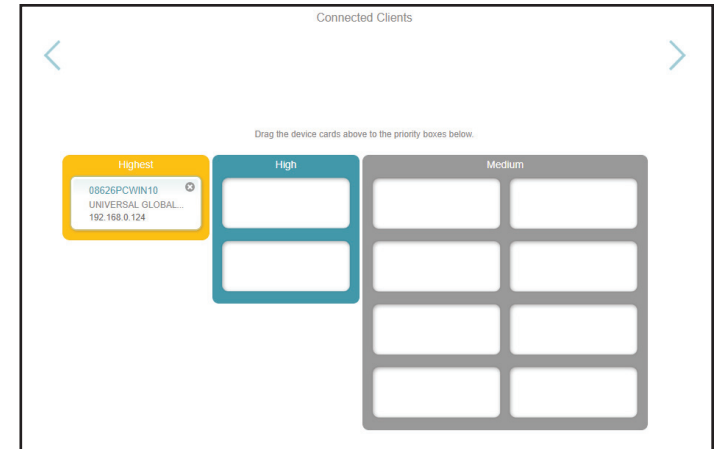 Connected Clients
Drag the device cards above to the priority boxes below.
Highest
08626PCWIN10
UNIVERSAL GLOBAL...
192.168.0.124
High
Medium